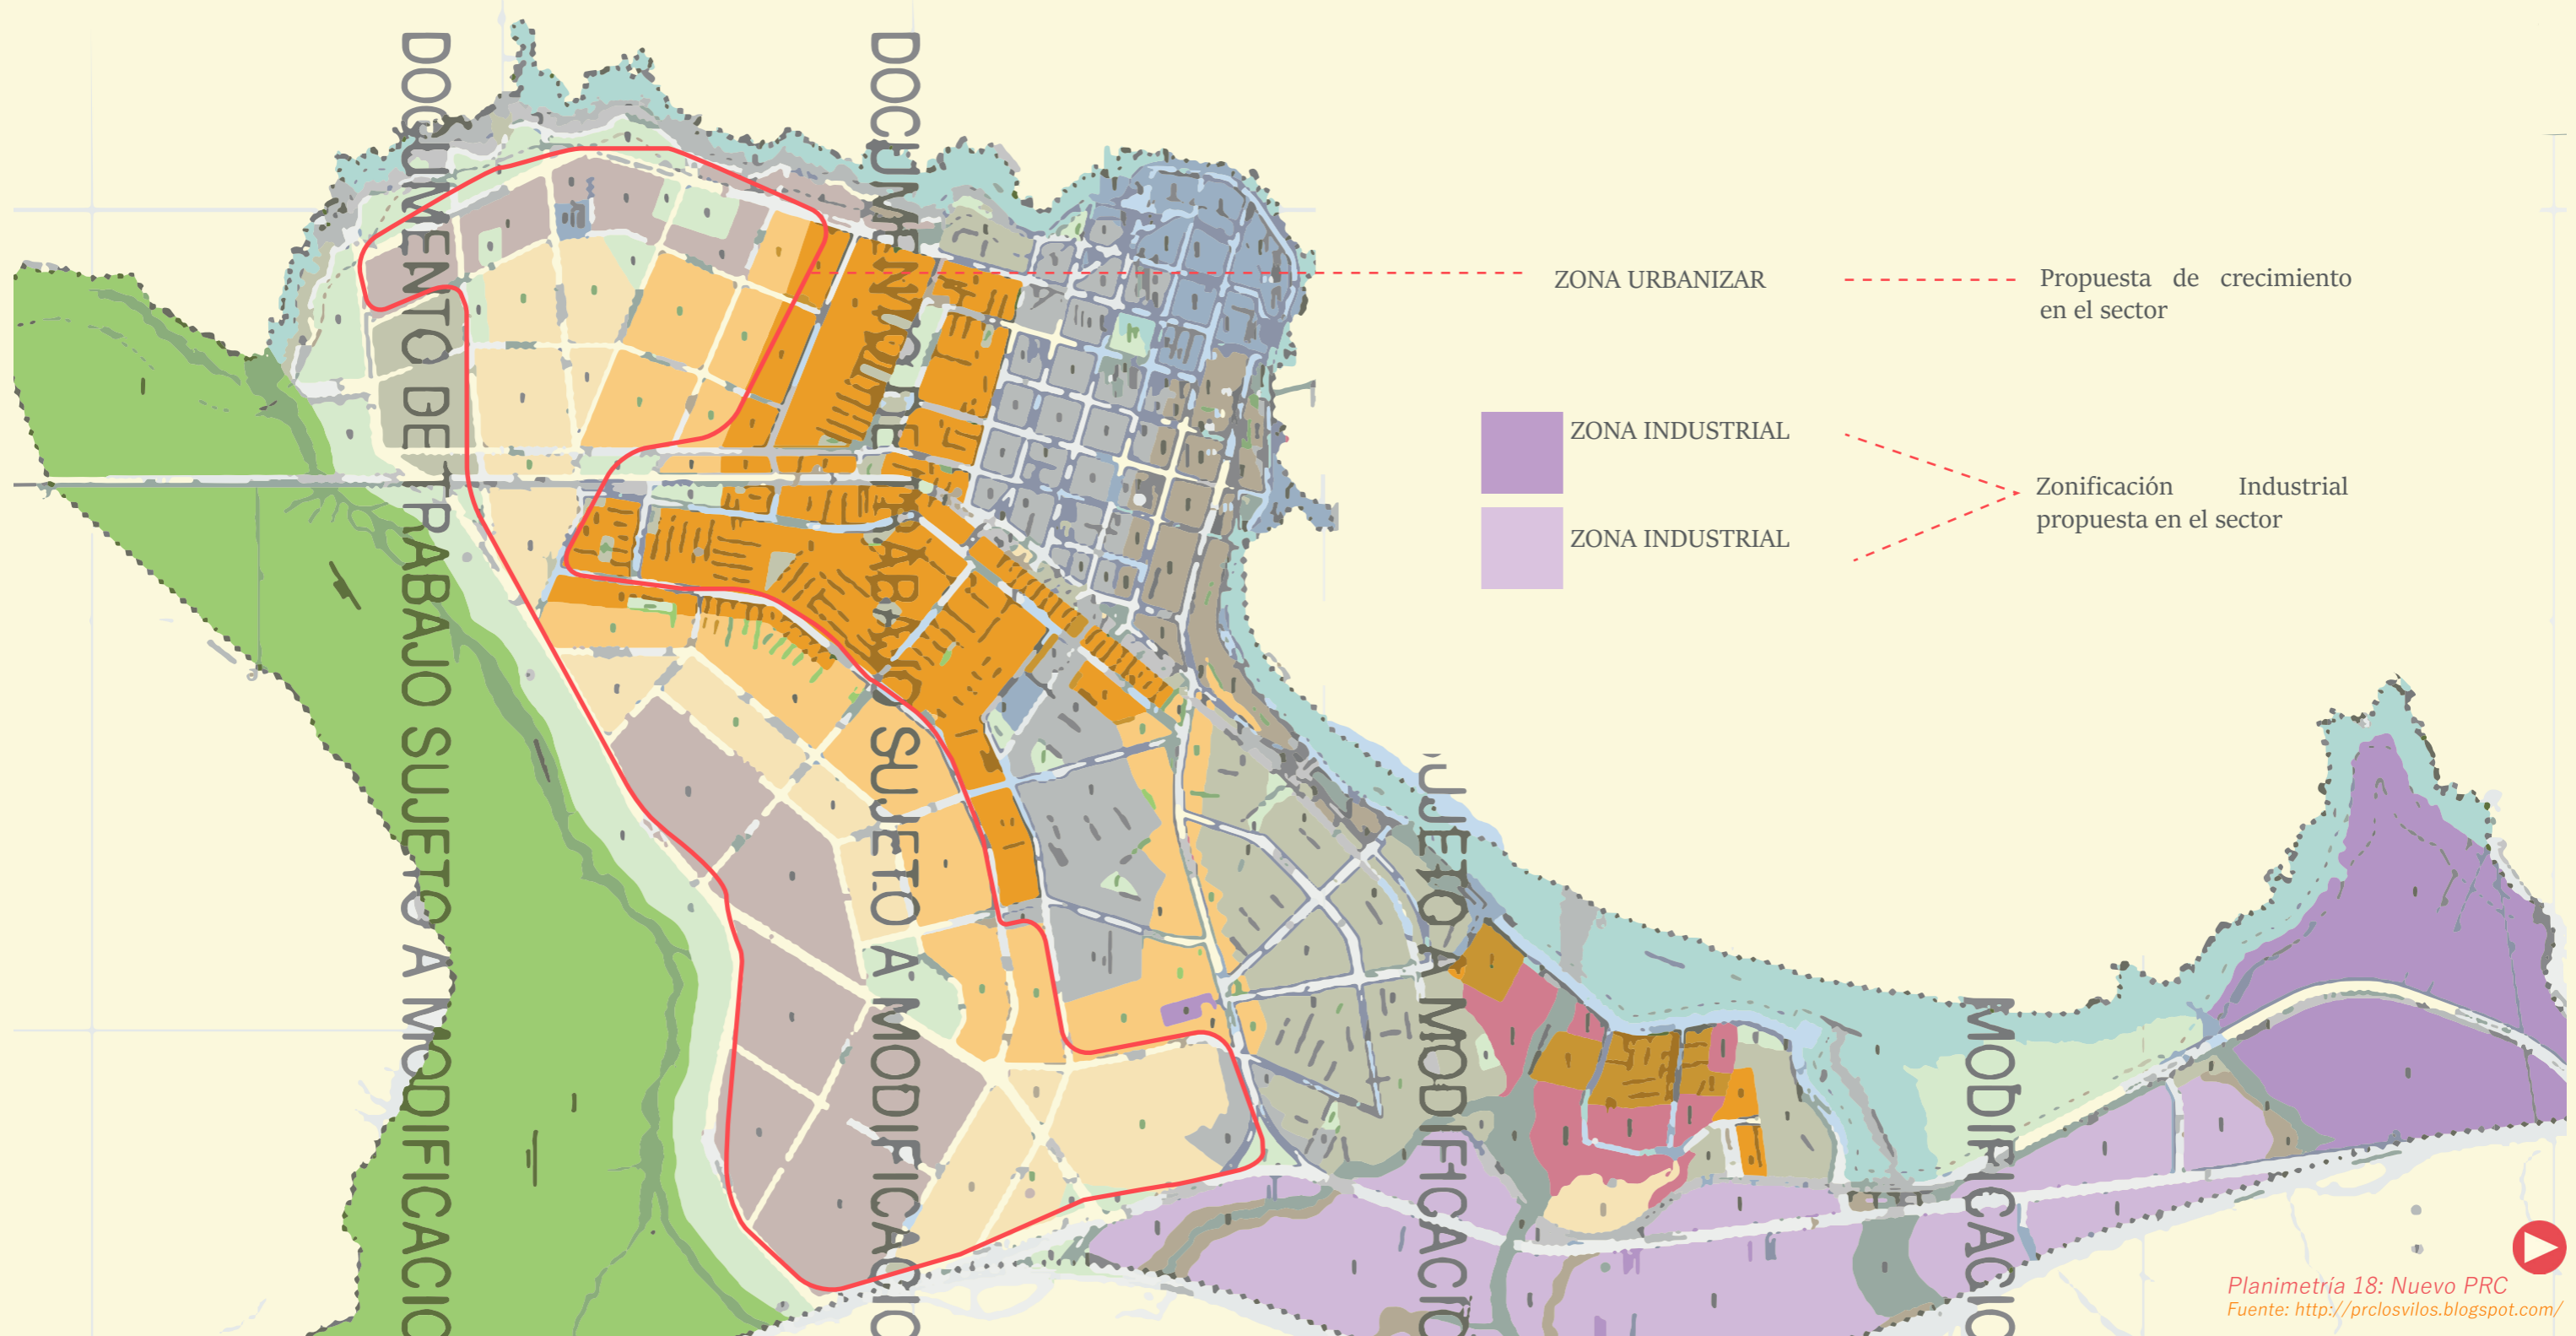 DOCUMENTO DE TRABAJO SUJETO A MODIFICACIO
DOCUMENTO DE TRABAJO SUJETO A MODIFICACIO
UJETO A MODIFICACIO
MODIFICACIO
ZONA URBANIZAR
Propuesta de crecimiento
en el sector
ZONA INDUSTRIAL
ZONA INDUSTRIAL
Zonificación Industrial
propuesta en el sector
Planimetría 18: Nuevo PRC
Fuente: http://prclosvilos.blogspot.com/